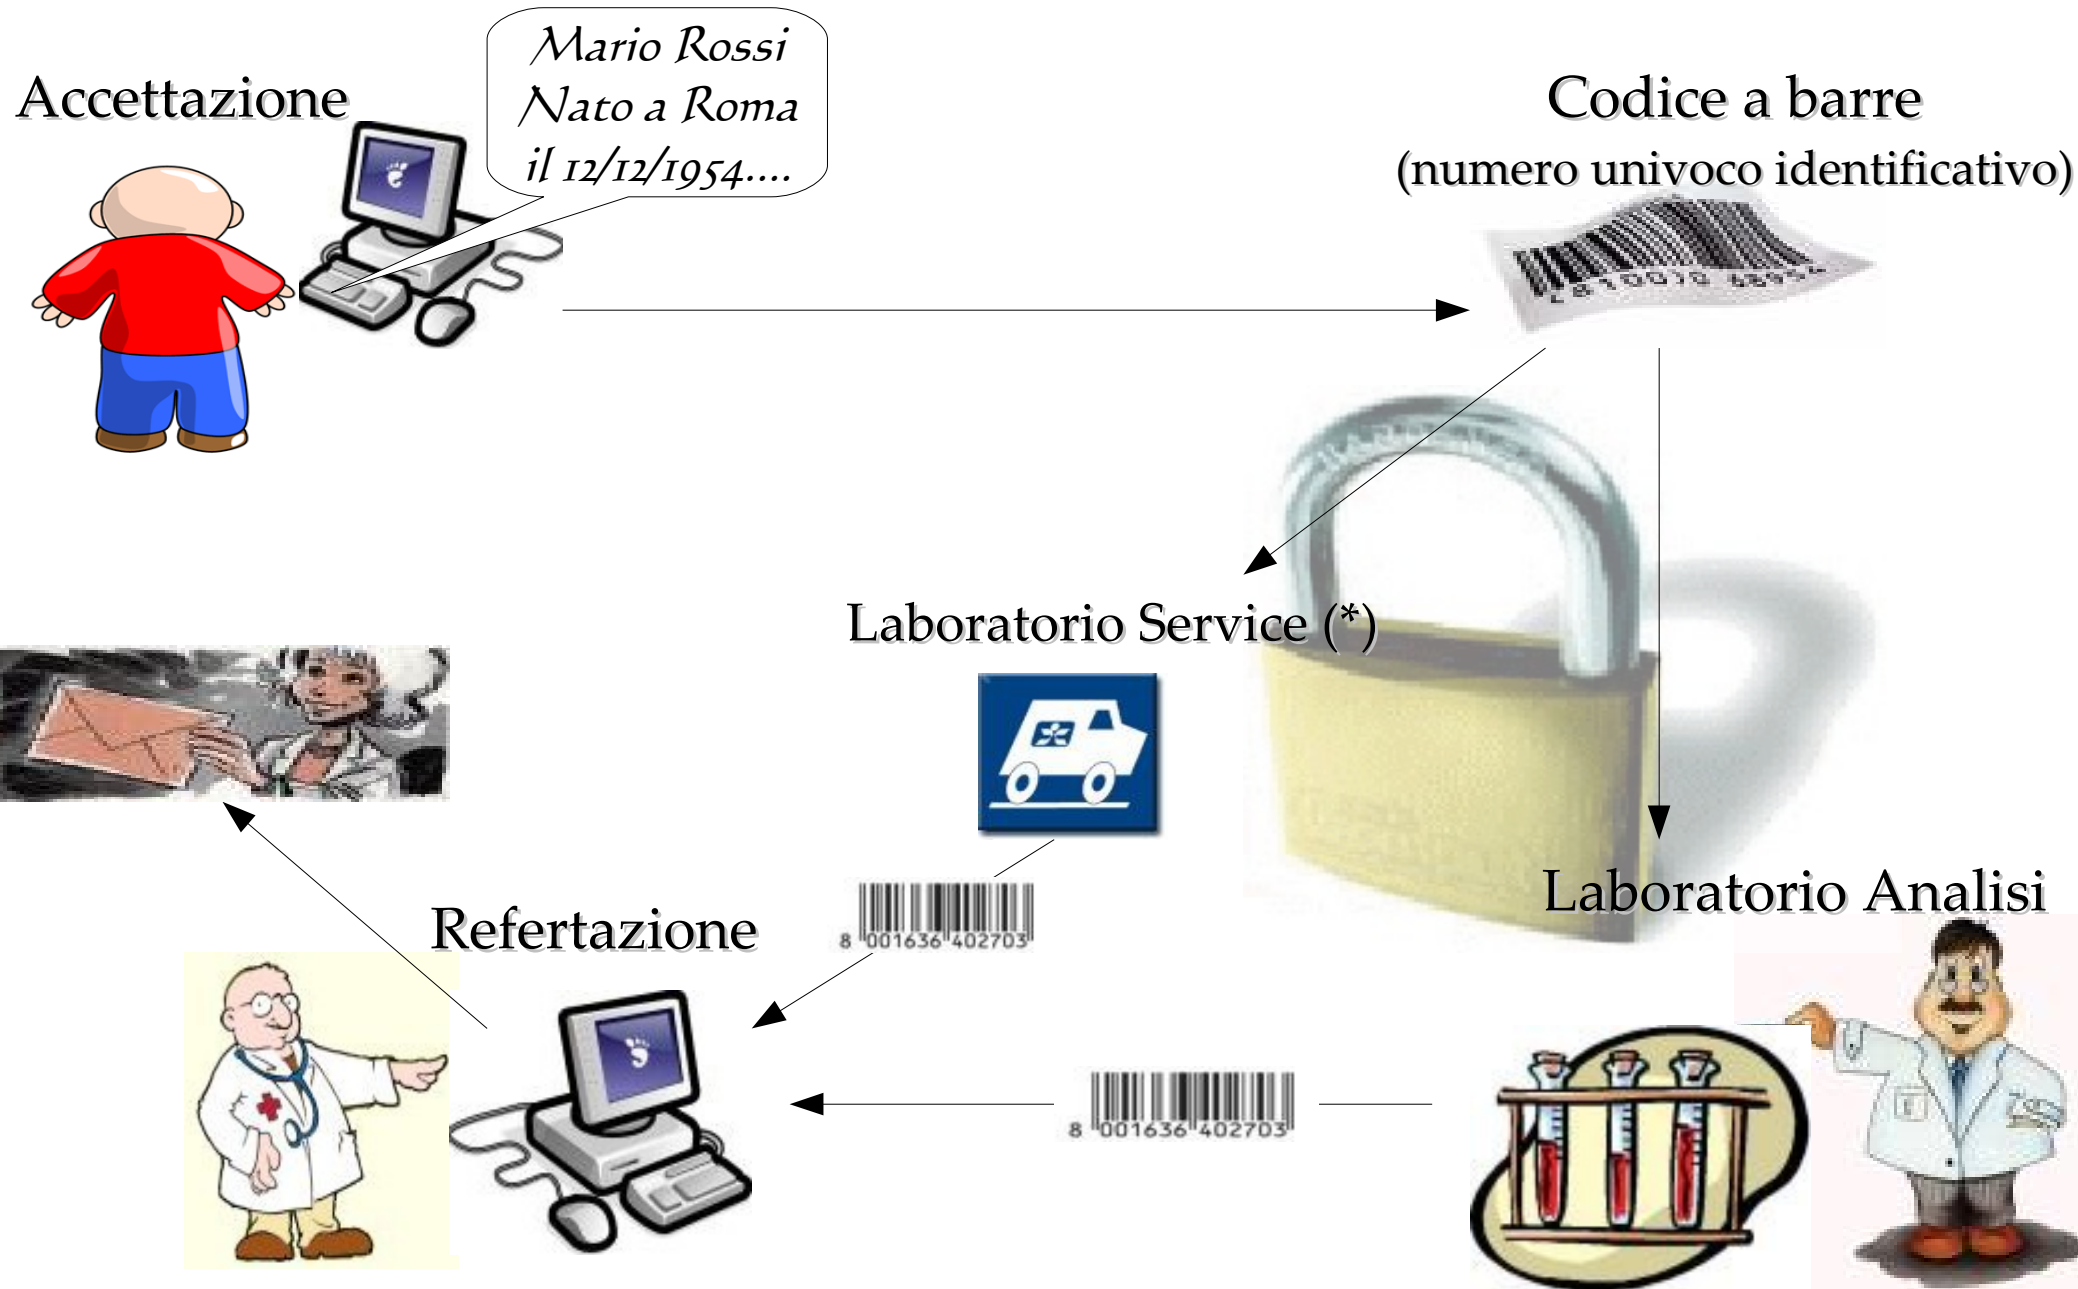 Mario Rossi
Nato a Roma
il 12/12/1954....
Accettazione
Codice a barre
(numero univoco identificativo)
Laboratorio Service (*)
Laboratorio Analisi
Refertazione
8 001636 402703
8 001636 402703